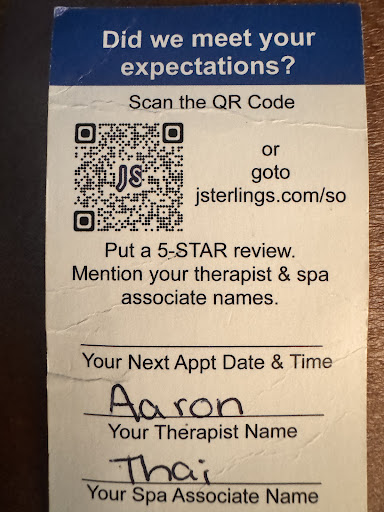 Did we meet your
expectations?
Scan the QR Code
JS
or
goto
jsterlings.com/so
Put a 5-STAR review.
Mention your therapist & spa
associate names.
Your Next Appt Date & Time
Aaron
Your Therapist Name
Thai
Your Spa Associate Name